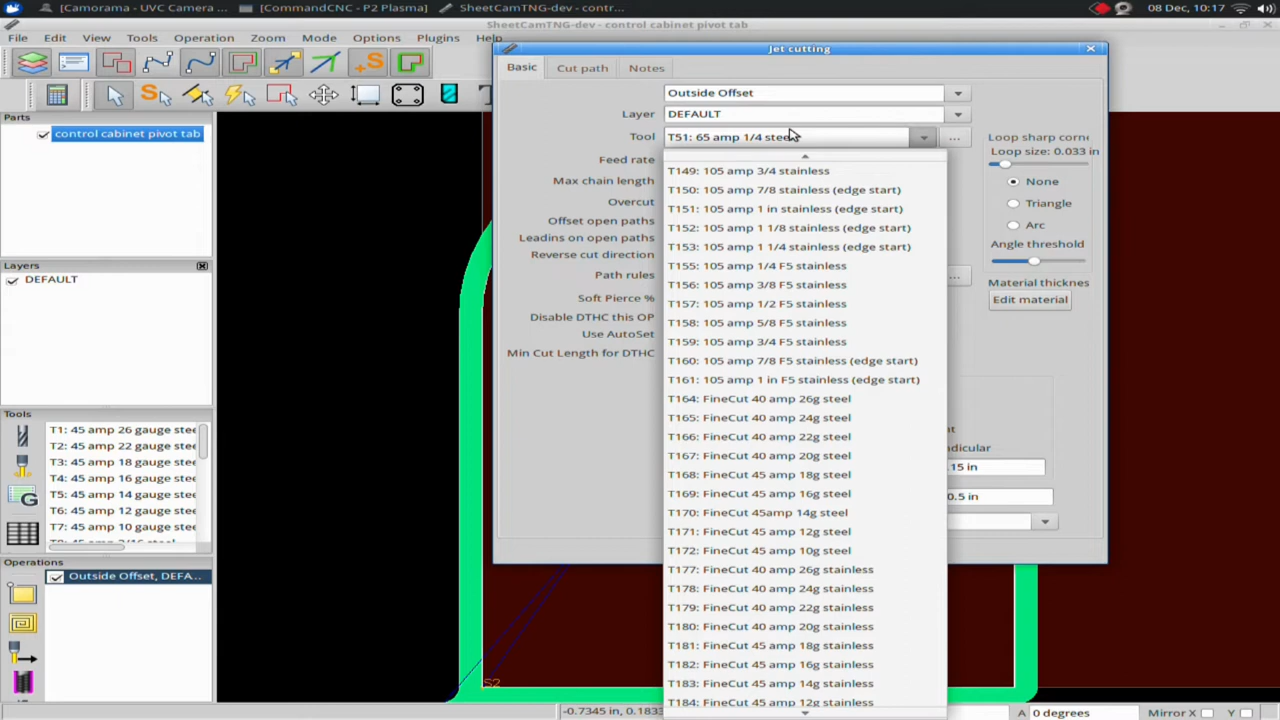 [Camorama - UVC Camera ...
[CommandCNC - P2 Plasma]
SheetCamTNG-dev - contr...
08 Dec, 10:17
SheetCamTNG-dev - control cabinet pivot tab
File Edit View Tools Operation Zoom Mode Options Plugins
Parts
control cabinet pivot tab
Layers
DEFAULT
Tools
T1: 45 amp 26 gauge stee
T2: 45 amp 22 gauge stee
T3: 45 amp 18 gauge stee
T4: 45 amp 16 gauge stee
T5: 45 amp 14 gauge stee
T6: 45 amp 12 gauge stee
T7: 45 amp 10 gauge stee
Operations
Outside Offset, DEFA...
Jet cutting
Basic Cut path Notes
Outside Offset
Layer DEFAULT
Tool T51: 65 amp 1/4 steel
Feed rate
Max chain length
Overcut
Offset open paths
Leadins on open paths
Reverse cut direction
Path rules
Soft Pierce %
Disable DTHC this OP
Use AutoSet
Min Cut Length for DTHC
T149: 105 amp 3/4 stainless
T150: 105 amp 7/8 stainless (edge start)
T151: 105 amp 1 in stainless (edge start)
T152: 105 amp 1 1/8 stainless (edge start)
T153: 105 amp 1 1/4 stainless (edge start)
T155: 105 amp 1/4 F5 stainless
T156: 105 amp 3/8 F5 stainless
T157: 105 amp 1/2 F5 stainless
T158: 105 amp 5/8 F5 stainless
T159: 105 amp 3/4 F5 stainless
T160: 105 amp 7/8 F5 stainless (edge start)
T161: 105 amp 1 in F5 stainless (edge start)
T164: FineCut 40 amp 26g steel
T165: FineCut 40 amp 24g steel
T166: FineCut 40 amp 22g steel
T167: FineCut 40 amp 20g steel
T168: FineCut 45 amp 18g steel
T169: FineCut 45 amp 16g steel
T170: FineCut 45amp 14g steel
T171: FineCut 45 amp 12g steel
T172: FineCut 45 amp 10g steel
T177: FineCut 40 amp 26g stainless
T178: FineCut 40 amp 24g stainless
T179: FineCut 40 amp 22g stainless
T180: FineCut 40 amp 20g stainless
T181: FineCut 45 amp 18g stainless
T182: FineCut 45 amp 16g stainless
T183: FineCut 45 amp 14g stainless
T184: FineCut 45 amp 12g stainless
Loop sharp corne
Loop size: 0.033 in
None
Triangle
Arc
Angle threshold
Material thicknes
Edit material
ndicular
.15 in
0.5 in
S2
-0.7345 in, 0.1833
A 0 degrees
Mirror X Y